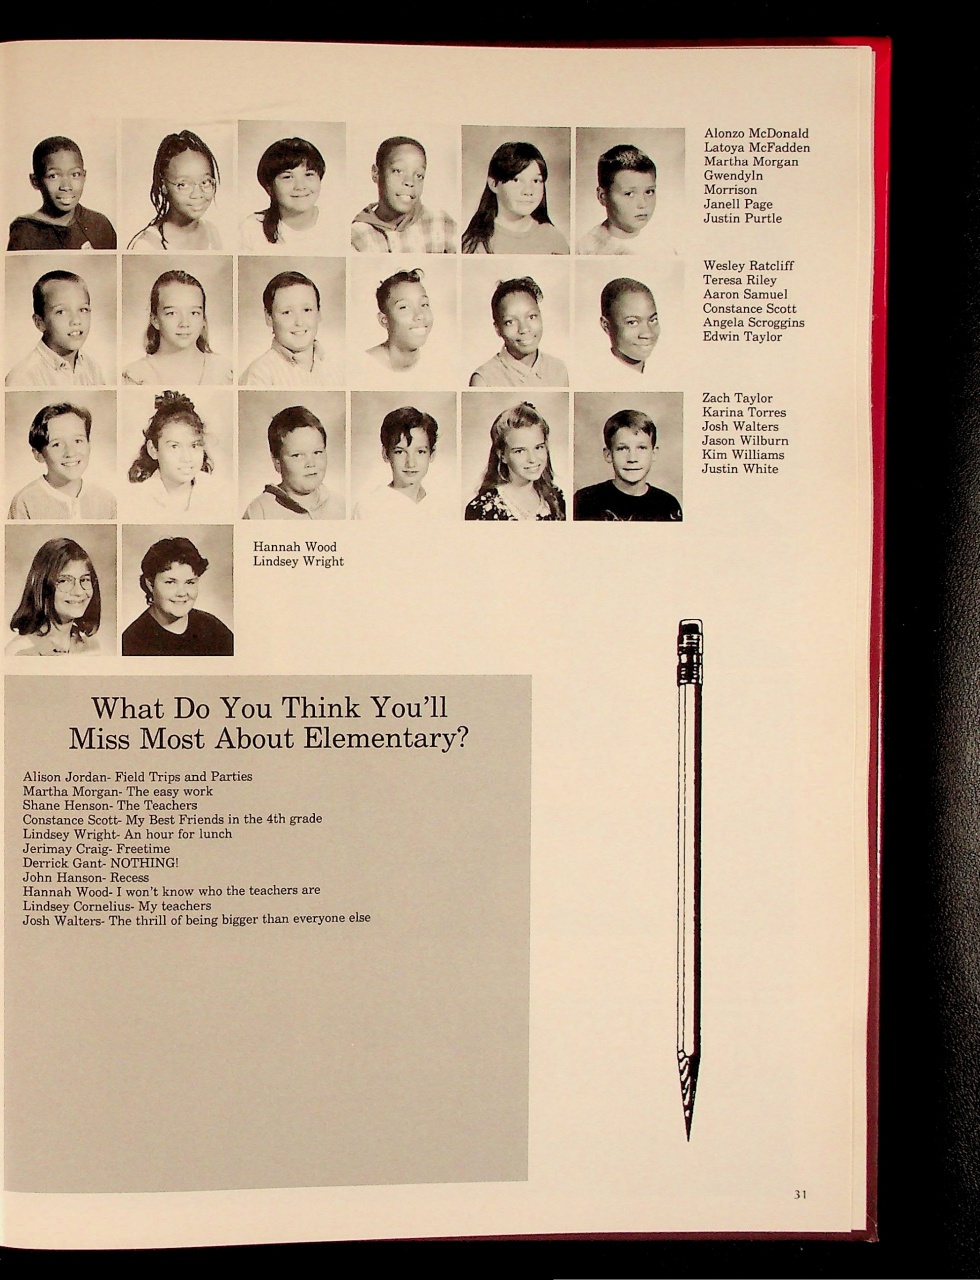 Alonzo McDonald
Latoya McFadden
Martha Morgan
Gwendyln
Morrison
Janell Page
Justin Purtle
Wesley Ratcliff
Teresa Riley
Aaron Samuel
Constance Scott
Angela Scroggins
Edwin Taylor
Zach Taylor
Karina Torres
Josh Walters
Jason Wilburn
Kim Williams
Justin White
Hannah Wood
Lindsey Wright
What Do You Think You'll
Miss Most About Elementary?
Alison Jordan- Field Trips and Parties
Martha Morgan- The easy work
Shane Henson- The Teachers
Constance Scott- My Best Friends in the 4th grade
Lindsey Wright- An hour for lunch
Jerimay Craig- Freetime
Derrick Gant- NOTHING!
John Hanson- Recess
Hannah Wood- I won't know who the teachers are
Lindsey Cornelius- My teachers
Josh Walters- The thrill of being bigger than everyone else
31